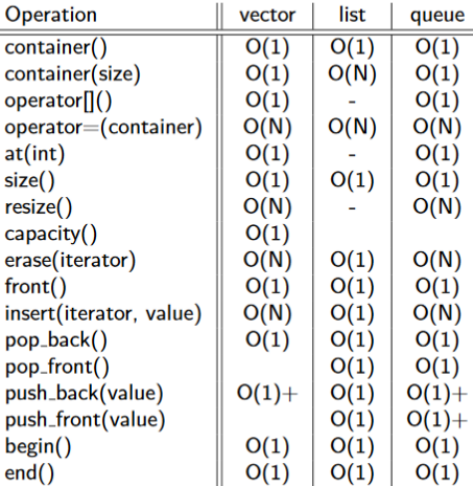 Operation vector list queue
container() O(1) O(1) O(1)
container(size) O(1) O(N) O(1)
operator[]() O(1) - O(1)
operator=(container) O(N) O(N) O(N)
at(int) O(1) - O(1)
size() O(1) O(1) O(1)
resize() O(N) - O(N)
capacity() O(1)
erase(iterator) O(N) O(1) O(N)
front() O(1) O(1) O(1)
insert(iterator, value) O(N) O(1) O(N)
pop_back() O(1) O(1) O(1)
pop_front() O(1) O(1)
push_back(value) O(1)+ O(1) O(1)+
push_front(value) O(1) O(1)+
begin() O(1) O(1) O(1)
end() O(1) O(1) O(1)